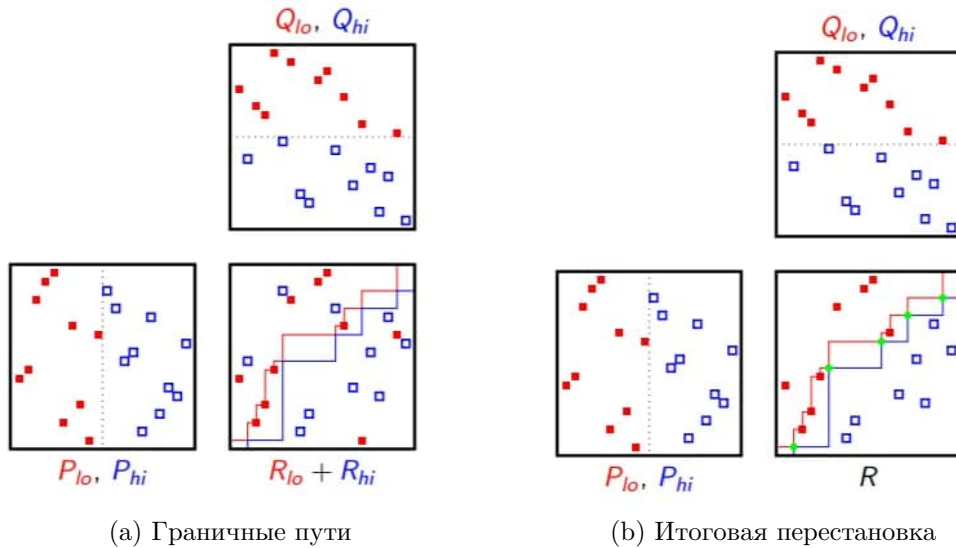 Q_lo, Q_hi
Q_lo, Q_hi
P_lo, P_hi
R_lo + R_hi
P_lo, P_hi
R
(a) Граничные пути
(b) Итоговая перестановка